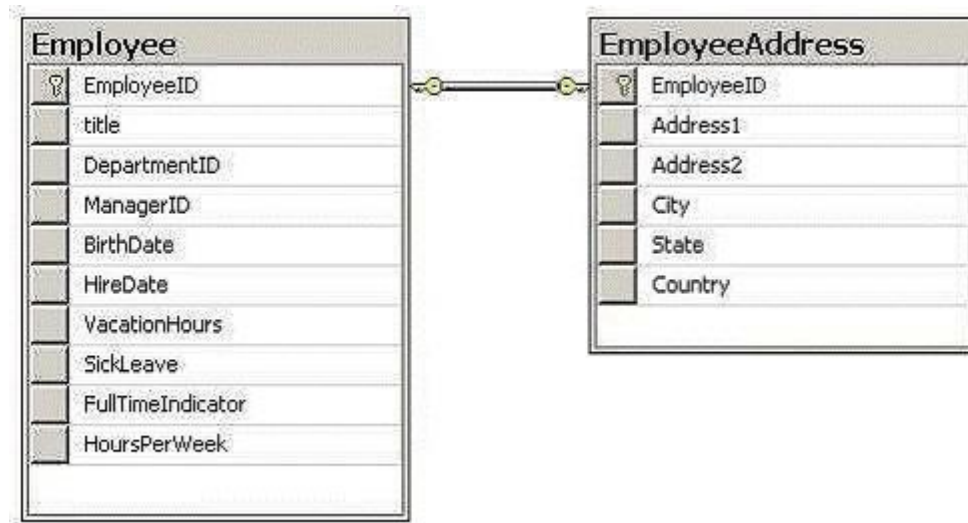 Employee
EmployeeID
title
DepartmentID
ManagerID
BirthDate
HireDate
VacationHours
SickLeave
FullTimeIndicator
HoursPerWeek
EmployeeAddress
EmployeeID
Address1
Address2
City
State
Country